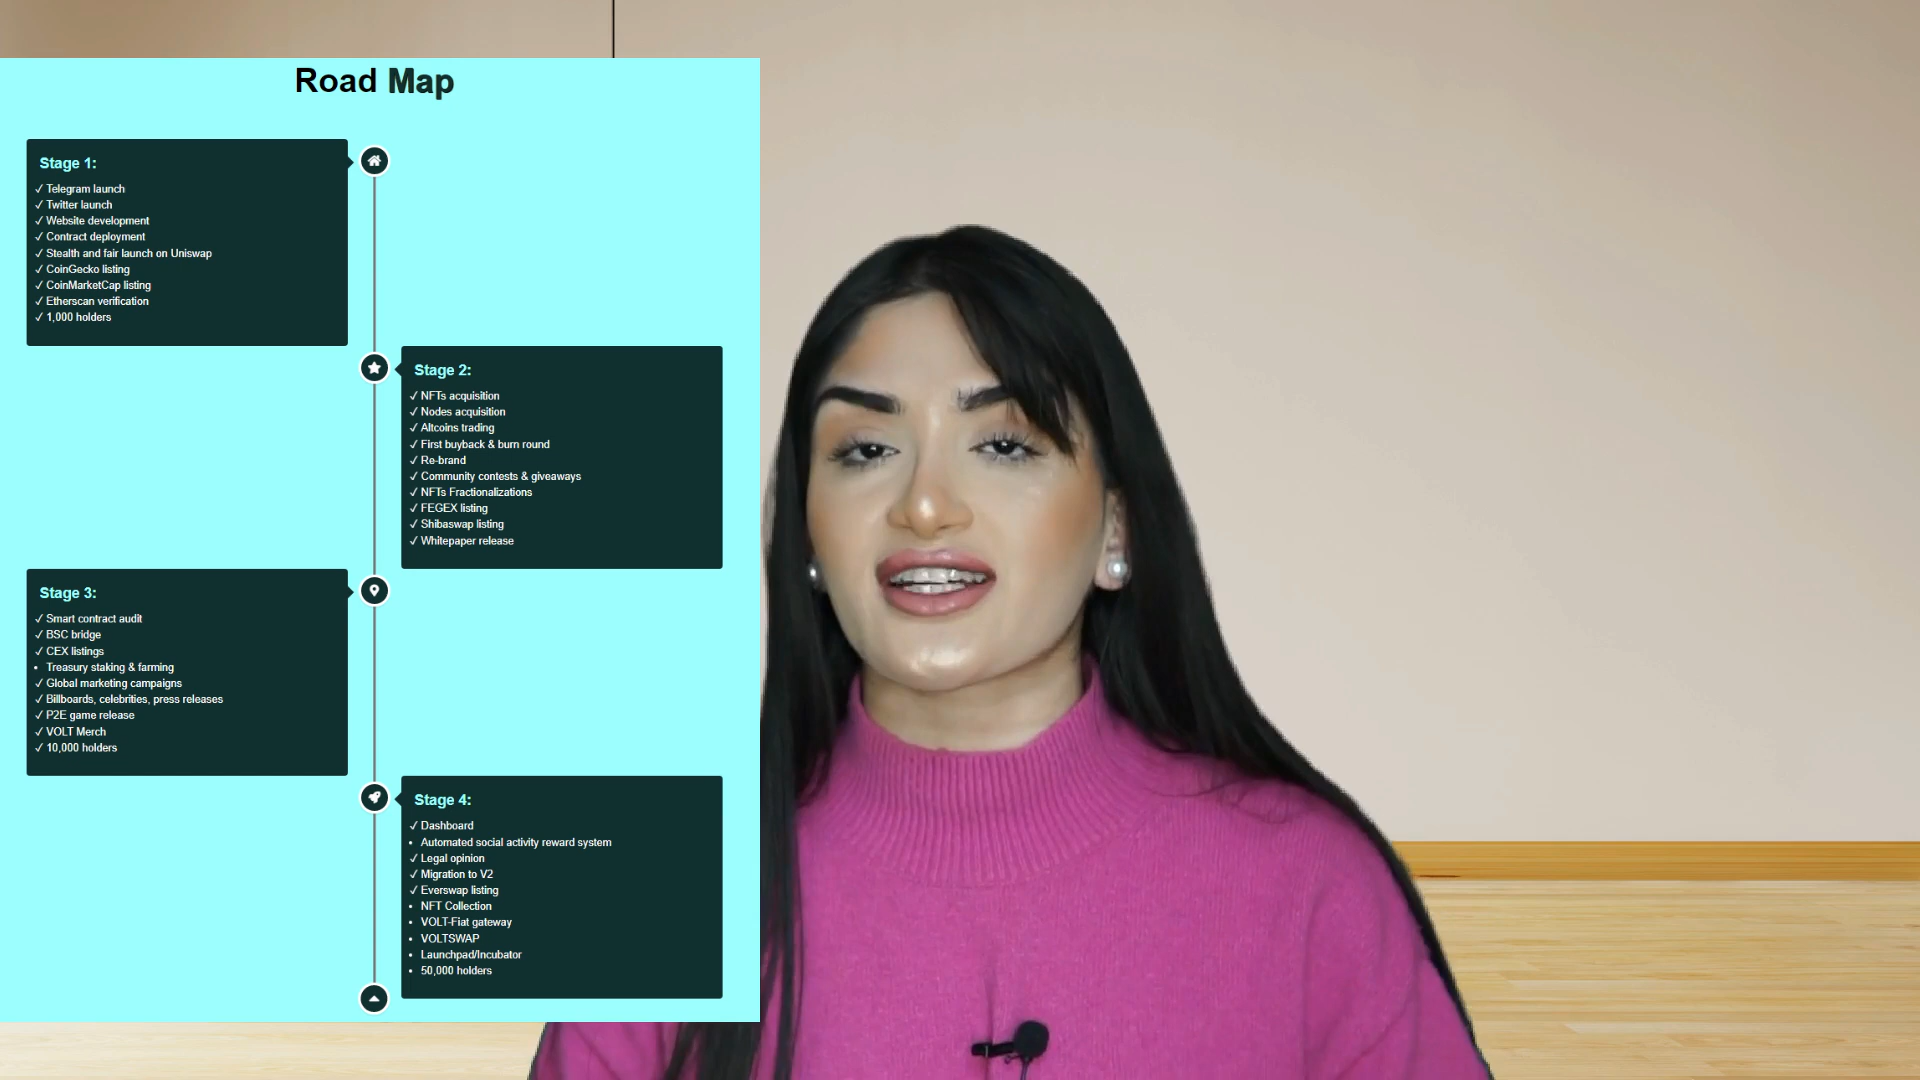 Road Map
Stage 1:
✓ Telegram launch
✓ Twitter launch
✓ Website development
✓ Contract deployment
✓ Stealth and fair launch on Uniswap
✓ CoinGecko listing
✓ CoinMarketCap listing
✓ Etherscan verification
✓ 1,000 holders
Stage 2:
✓ NFTs acquisition
✓ Nodes acquisition
✓ Altcoins trading
✓ First buyback & burn round
✓ Re-brand
✓ Community contests & giveaways
✓ NFTs Fractionalizations
✓ FEGEX listing
✓ Shibaswap listing
✓ Whitepaper release
Stage 3:
✓ Smart contract audit
✓ BSC bridge
✓ CEX listings
• Treasury staking & farming
✓ Global marketing campaigns
✓ Billboards, celebrities, press releases
✓ P2E game release
✓ VOLT Merch
✓ 10,000 holders
Stage 4:
✓ Dashboard
• Automated social activity reward system
✓ Legal opinion
✓ Migration to V2
✓ Everswap listing
• NFT Collection
• VOLT-Fiat gateway
• VOLTSWAP
• Launchpad/Incubator
• 50,000 holders